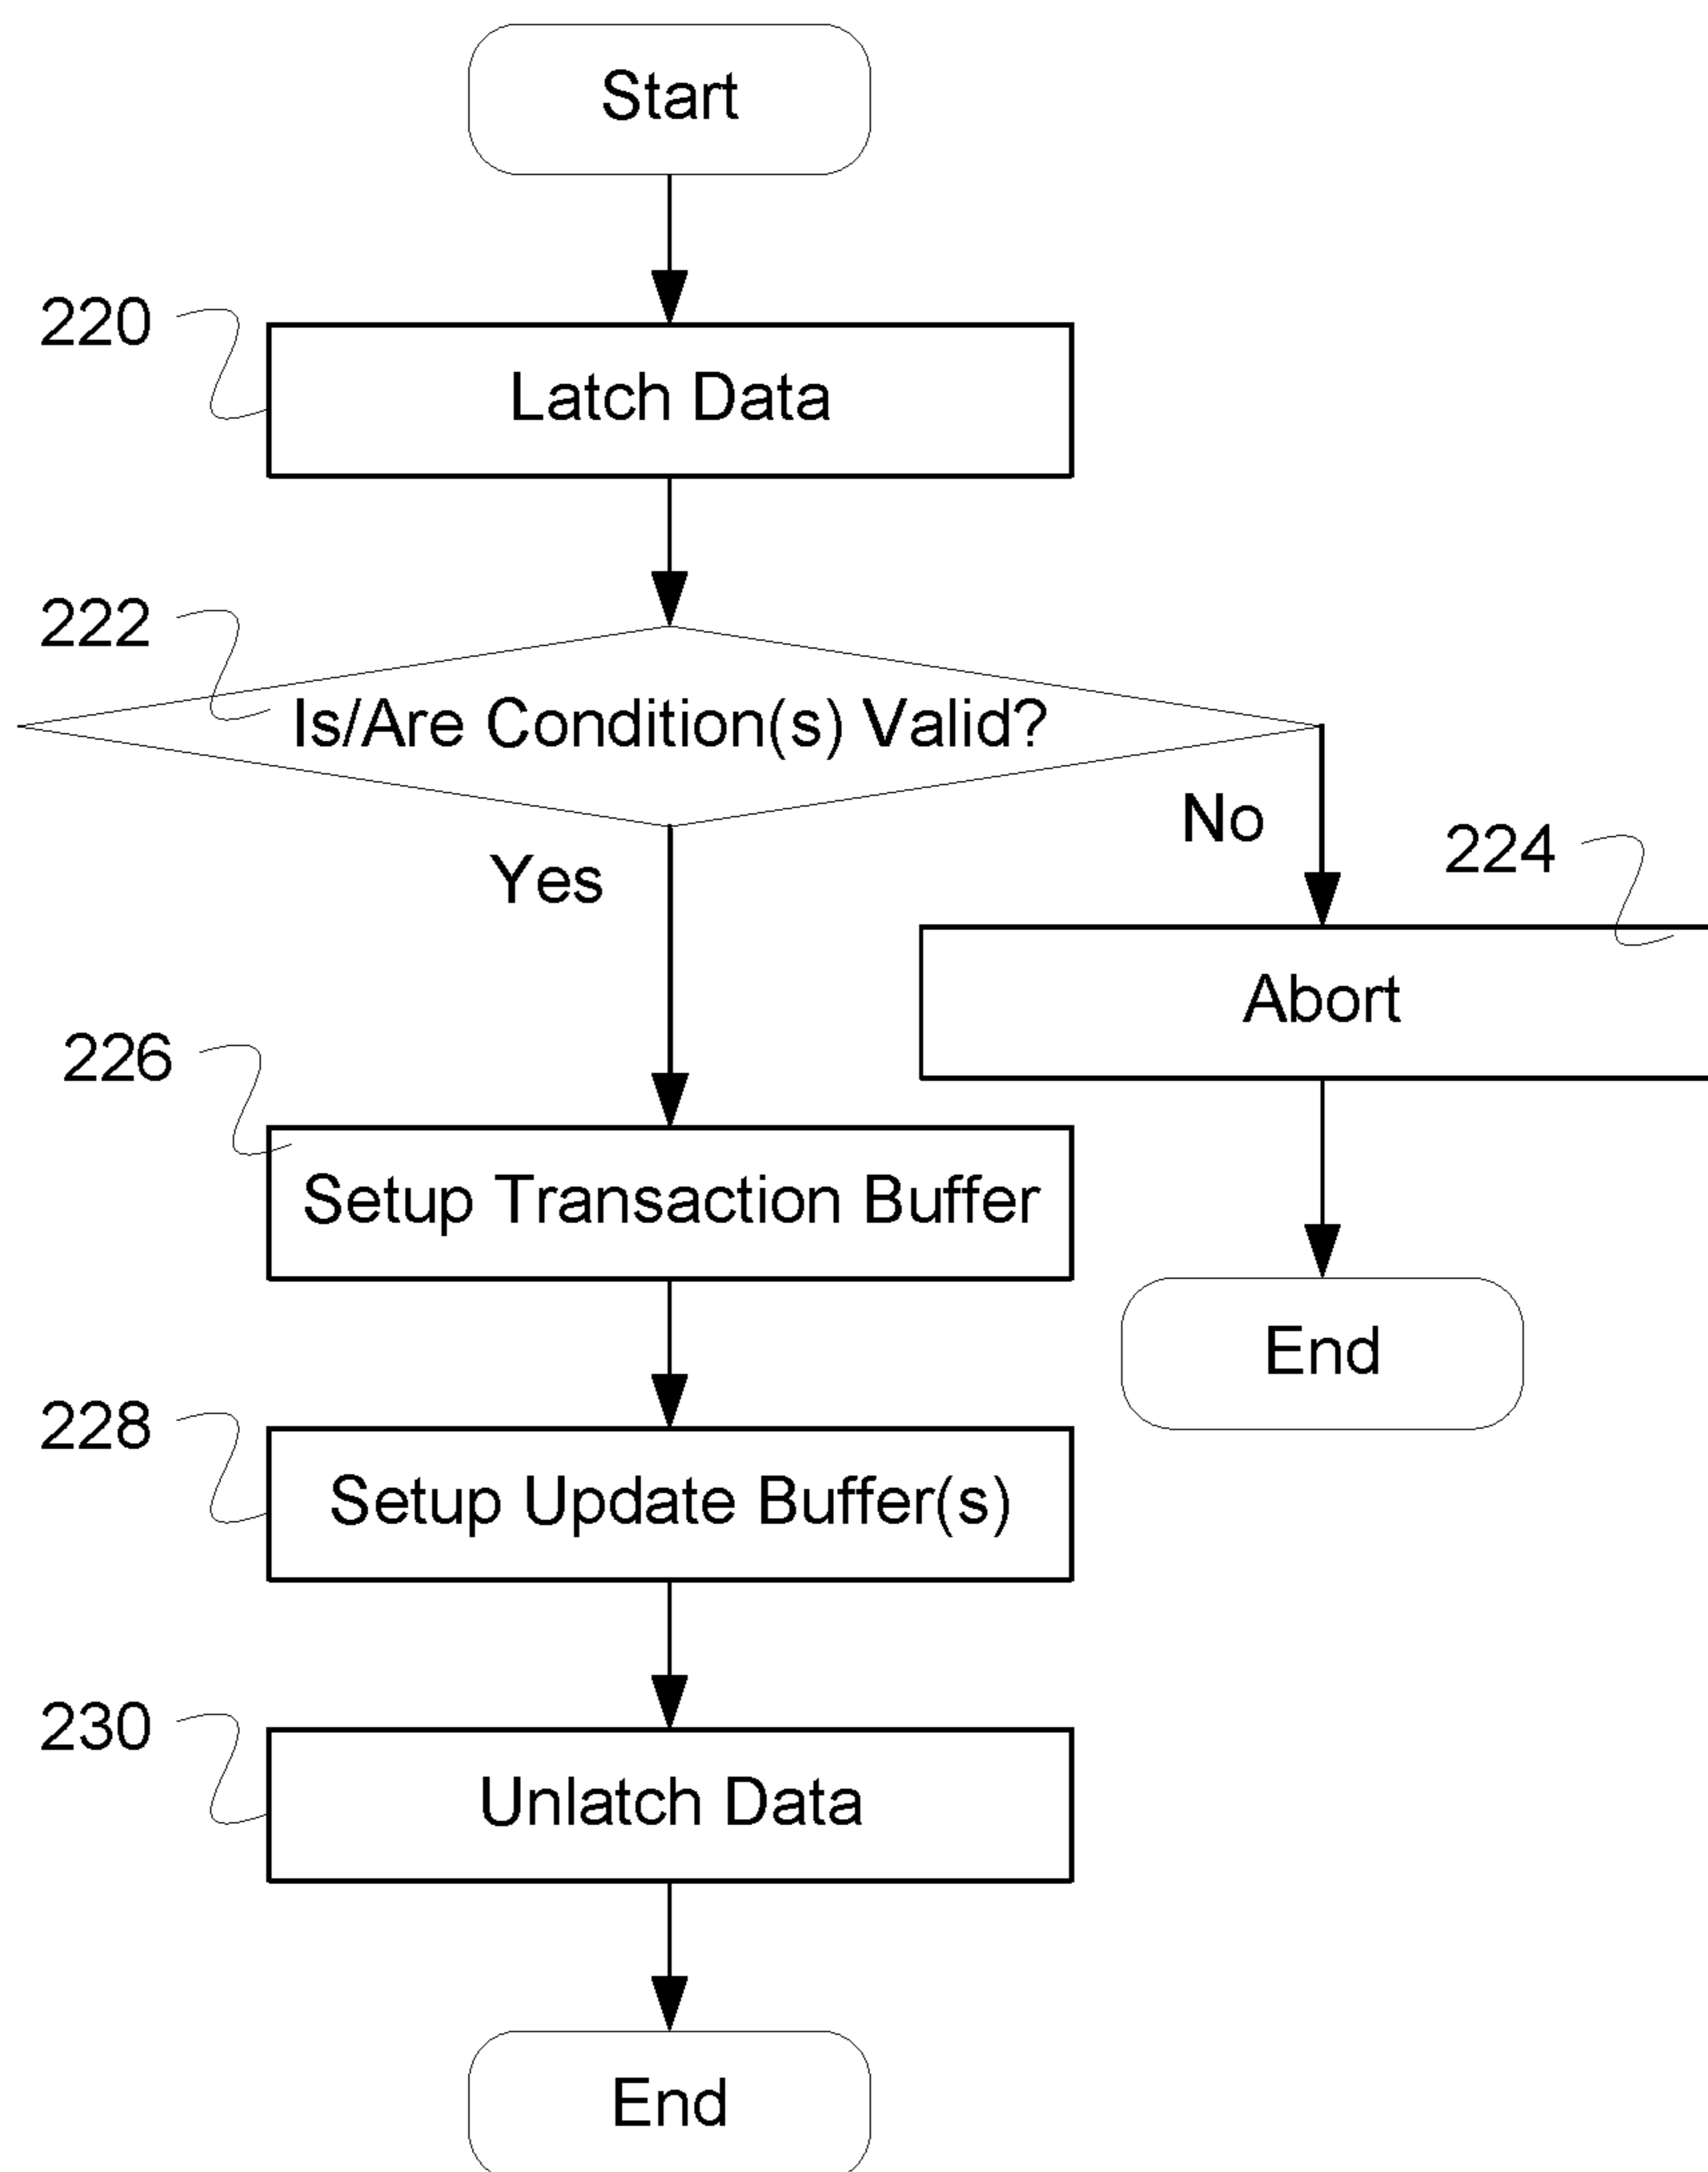 Start
220
Latch Data
222
Is/Are Condition(s) Valid?
No
224
Yes
Abort
226
Setup Transaction Buffer
End
228
Setup Update Buffer(s)
230
Unlatch Data
End